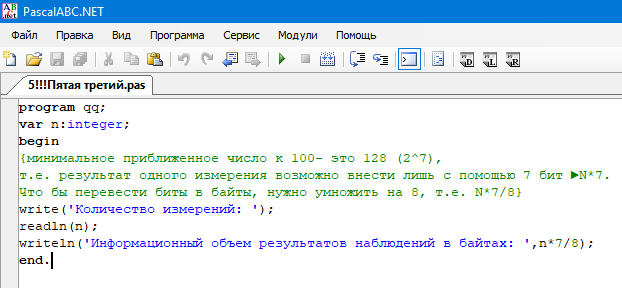 PascalABC.NET
Файл Правка Вид Программа Сервис Модули Помощь
5!!!Пятая третий.pas
program qq;
var n:integer;
begin
{минимальное приближенное число к 100- это 128 (2^7),
т.е. результат одного измерения возможно внести лишь с помощью 7 бит ►N*7.
Что бы перевести биты в байты, нужно умножить на 8, т.е. N*7/8}
write('Количество измерений: ');
readln(n);
writeln('Информационный объем результатов наблюдений в байтах: ',n*7/8);
end.